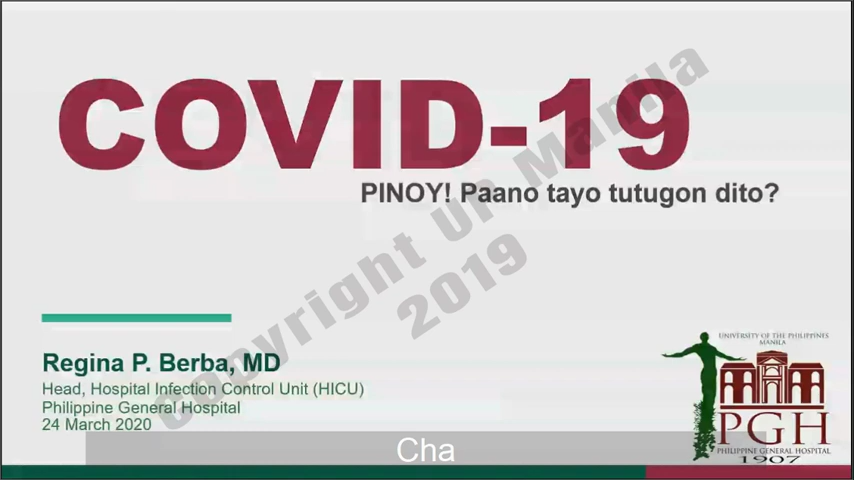 COVID-19
PINOY! Paano tayo tutugon dito?
Copyright UP Manila
2019
Regina P. Berba, MD
Head, Hospital Infection Control Unit (HICU)
Philippine General Hospital
24 March 2020
UNIVERSITY OF THE PHILIPPINES
MANILA
PGH
PHILIPPINE GENERAL HOSPITAL
1907
Cha